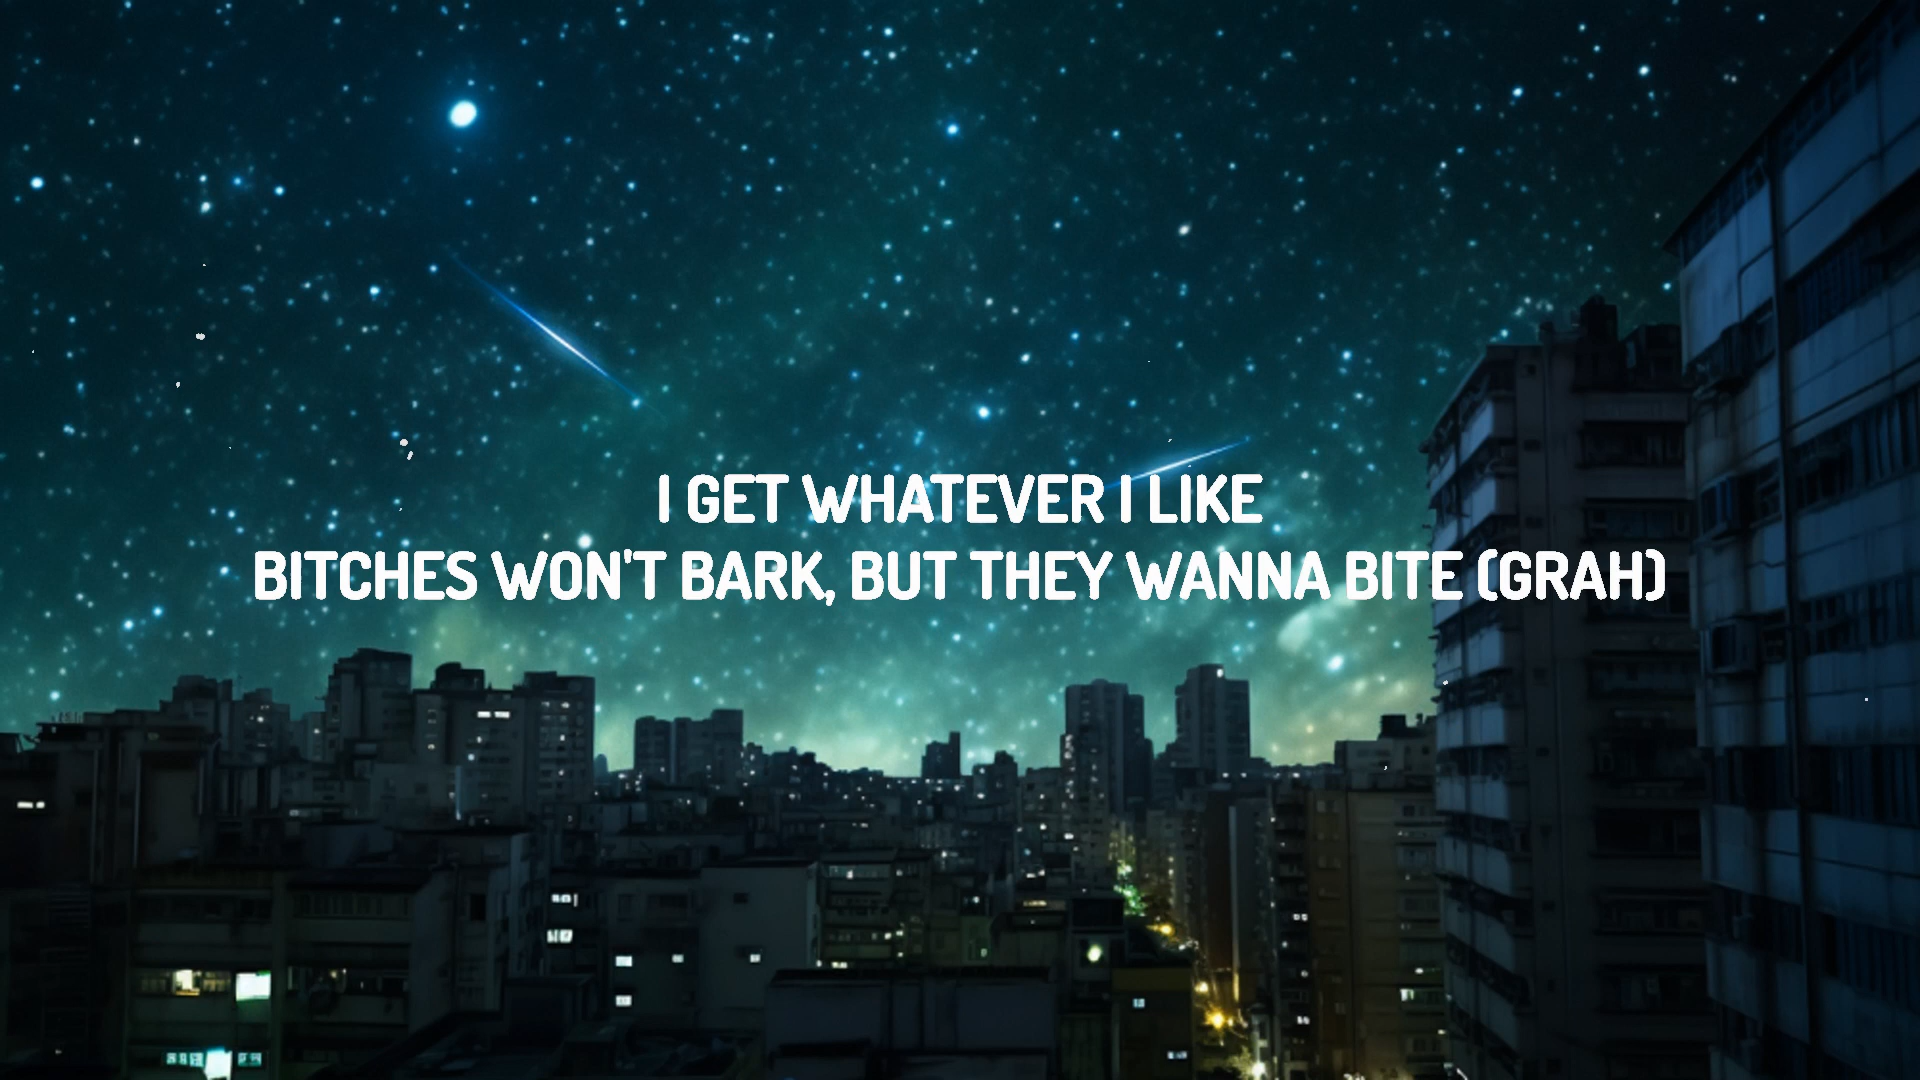 I GET WHATEVER I LIKE
BITCHES WON'T BARK, BUT THEY WANNA BITE (GRAH)